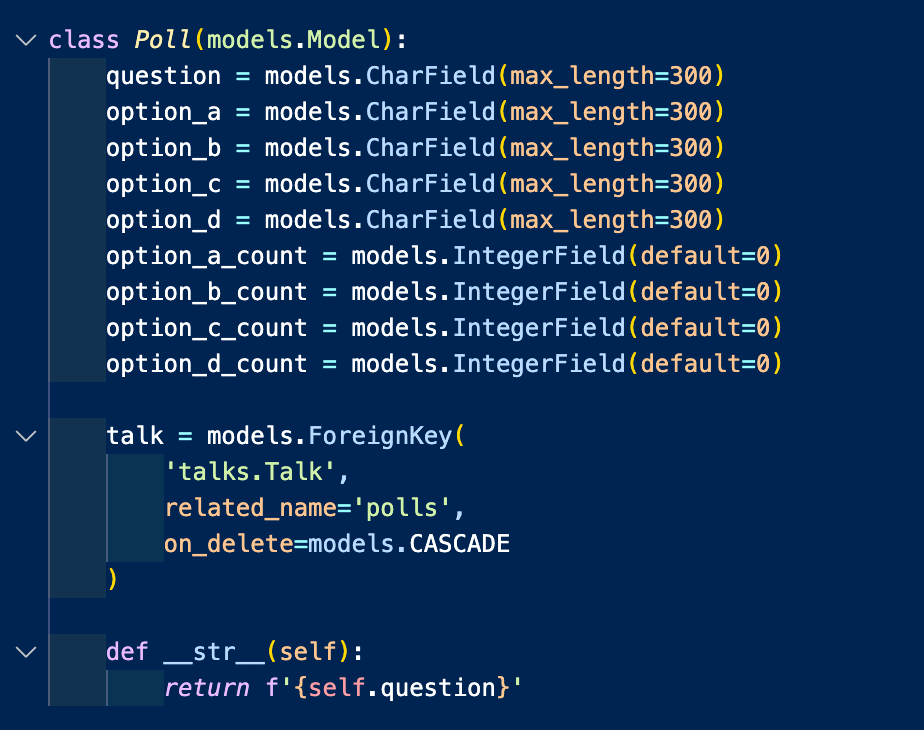 class Poll(models.Model):
    question = models.CharField(max_length=300)
    option_a = models.CharField(max_length=300)
    option_b = models.CharField(max_length=300)
    option_c = models.CharField(max_length=300)
    option_d = models.CharField(max_length=300)
    option_a_count = models.IntegerField(default=0)
    option_b_count = models.IntegerField(default=0)
    option_c_count = models.IntegerField(default=0)
    option_d_count = models.IntegerField(default=0)

    talk = models.ForeignKey(
        'talks.Talk',
        related_name='polls',
        on_delete=models.CASCADE
    )

    def __str__(self):
        return f'{self.question}'